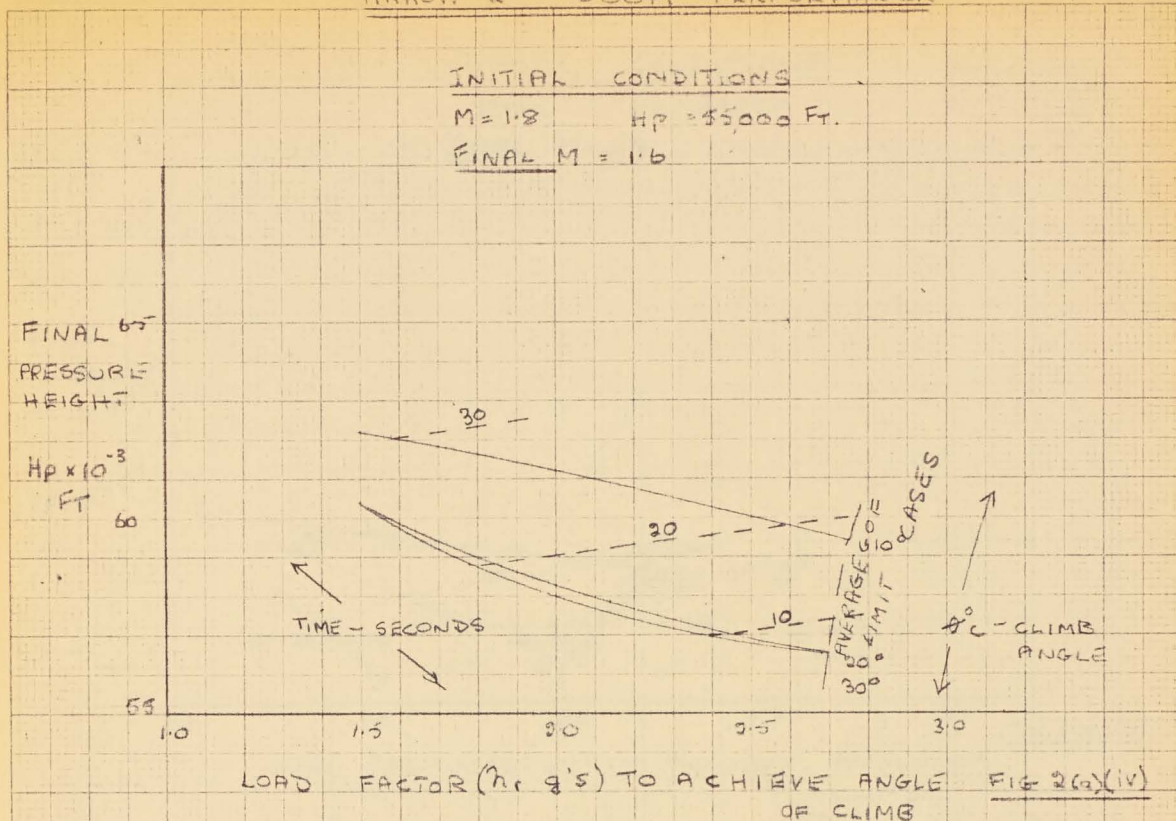 INITIAL CONDITIONS
M = 1.8 Hp = 55,000 FT.
FINAL M = 1.6
FINAL 65
PRESSURE
HEIGHT
Hp x 10⁻³
FT
60
55
30
20
10
TIME - SECONDS
AVERAGE G OF
LIMIT CASES
10°
20°
30°
c° - CLIMB
ANGLE
1.0 1.5 2.0 2.5 3.0
LOAD FACTOR (n, g's) TO ACHIEVE ANGLE FIG 2(a)(iv)
OF CLIMB